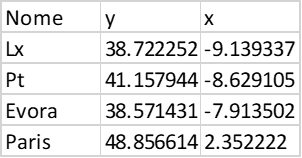 Nome y x
Lx 38.722252 -9.139337
Pt 41.157944 -8.629105
Evora 38.571431 -7.913502
Paris 48.856614 2.352222